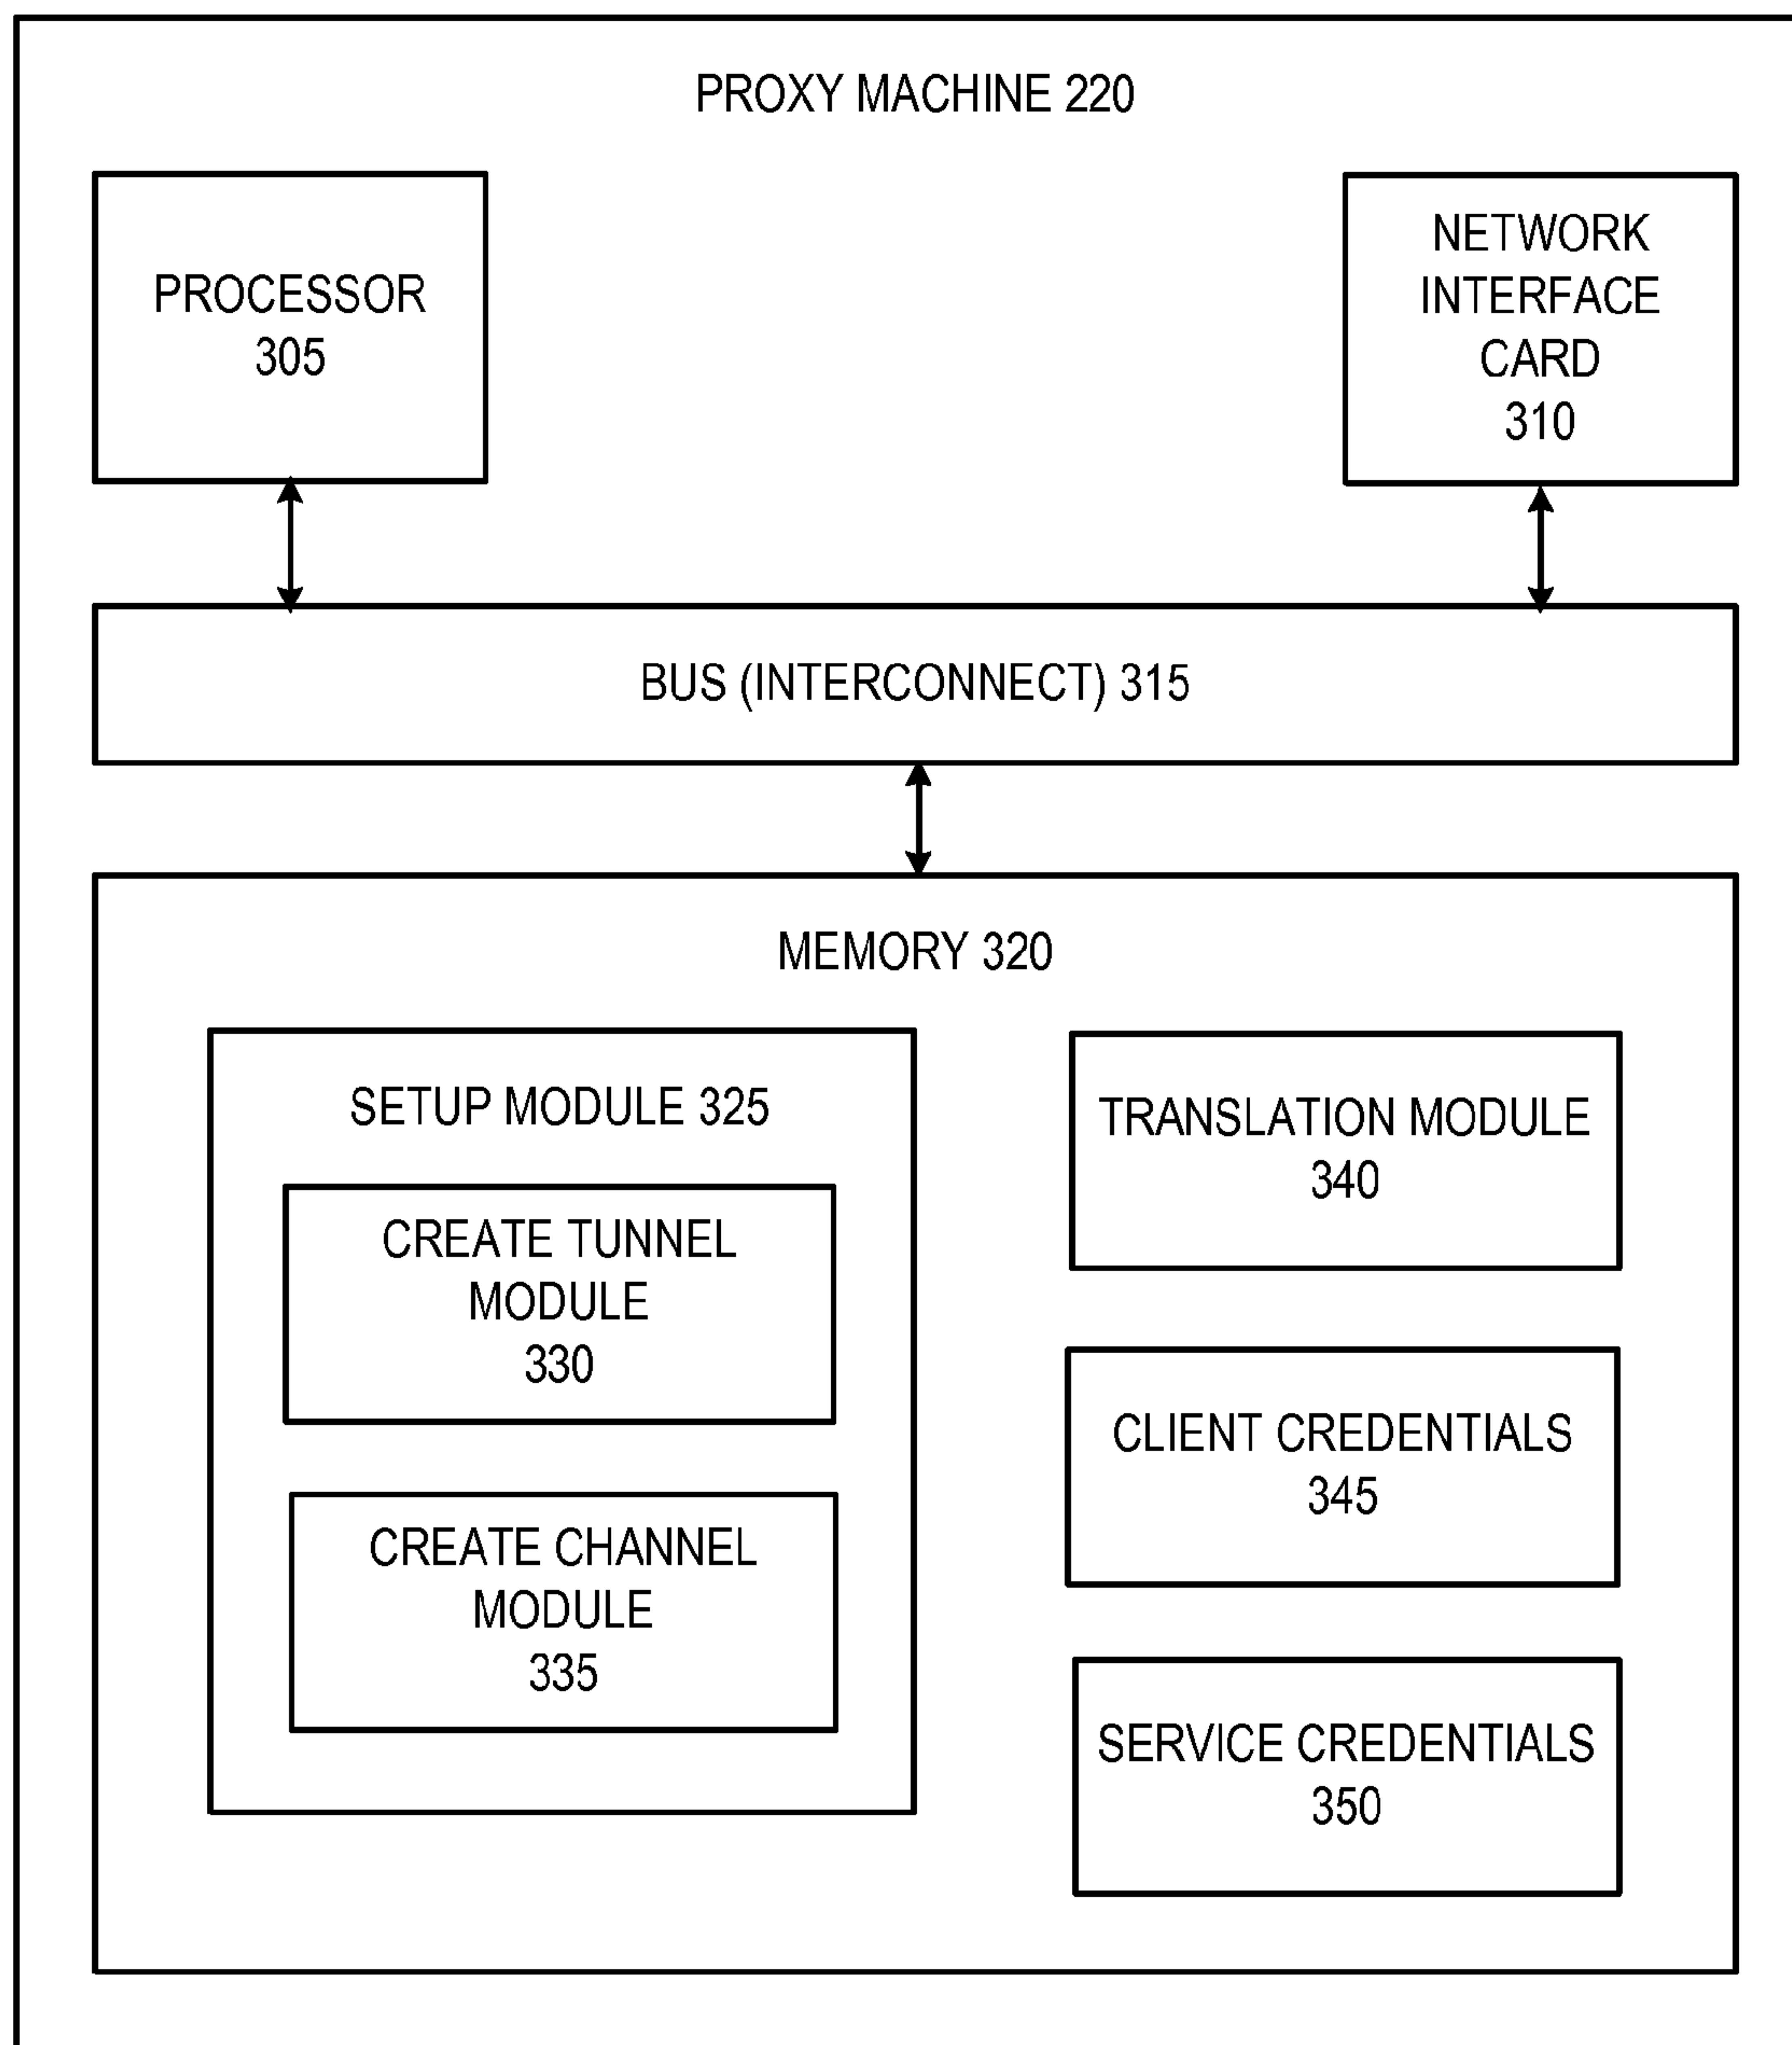 PROXY MACHINE 220
PROCESSOR
305
NETWORK
INTERFACE
CARD
310
BUS (INTERCONNECT) 315
MEMORY 320
SETUP MODULE 325
CREATE TUNNEL
MODULE
330
CREATE CHANNEL
MODULE
335
TRANSLATION MODULE
340
CLIENT CREDENTIALS
345
SERVICE CREDENTIALS
350